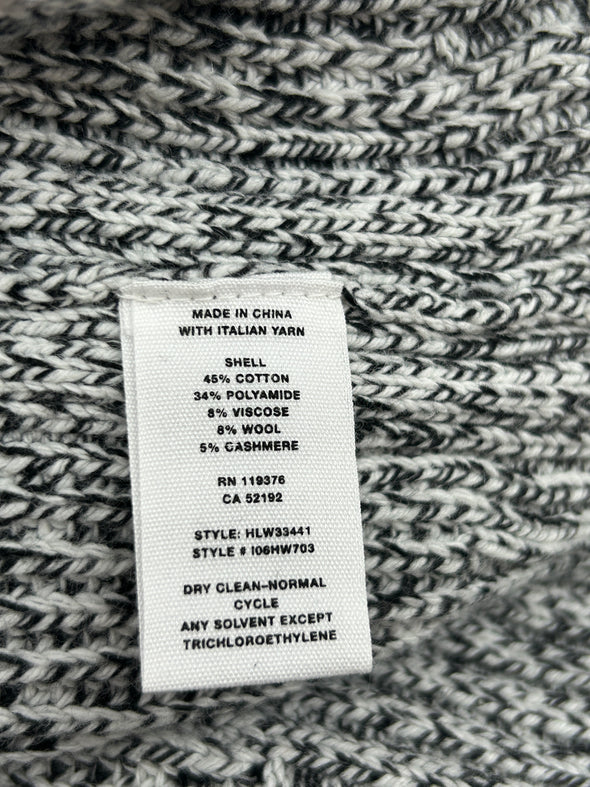 MADE IN CHINA
WITH ITALIAN YARN
SHELL
45% COTTON
34% POLYAMIDE
8% VISCOSE
8% WOOL
5% CASHMERE
RN 119376
CA 52192
STYLE: HLW33441
STYLE # I06HW703
DRY CLEAN-NORMAL
CYCLE
ANY SOLVENT EXCEPT
TRICHLOROETHYLENE